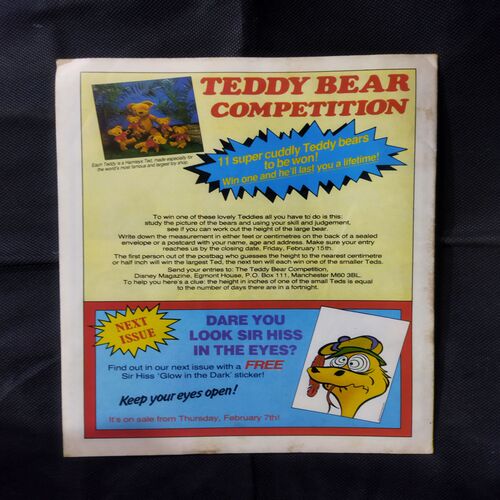 TEDDY BEAR
COMPETITION
Each Teddy is a Hamleys Ted, made especially for
the world's most famous and largest toy shop.
11 super cuddly Teddy bears
to be won!
Win one and he'll last you a lifetime!
To win one of these lovely Teddies all you have to do is this:
study the picture of the bears and using your skill and judgement,
see if you can work out the height of the large bear.
Write down the measurement in either feet or centimetres on the back of a sealed
envelope or a postcard with your name, age and address. Make sure your entry
reaches us by the closing date, Friday, February 15th.
The first person out of the postbag who guesses the height to the nearest centimetre
or half inch will win the largest Ted, the next ten will each win one of the smaller Teds.
Send your entries to: The Teddy Bear Competition,
Disney Magazine, Egmont House, P.O. Box 111, Manchester M60 3BL.
To help you here's a clue: the height in inches of one of the small Teds is equal
to the number of days there are in a fortnight.
NEXT
ISSUE
DARE YOU
LOOK SIR HISS
IN THE EYES?
Find out in our next issue with a FREE
Sir Hiss 'Glow in the Dark' sticker!
Keep your eyes open!
It's on sale from Thursday, February 7th!